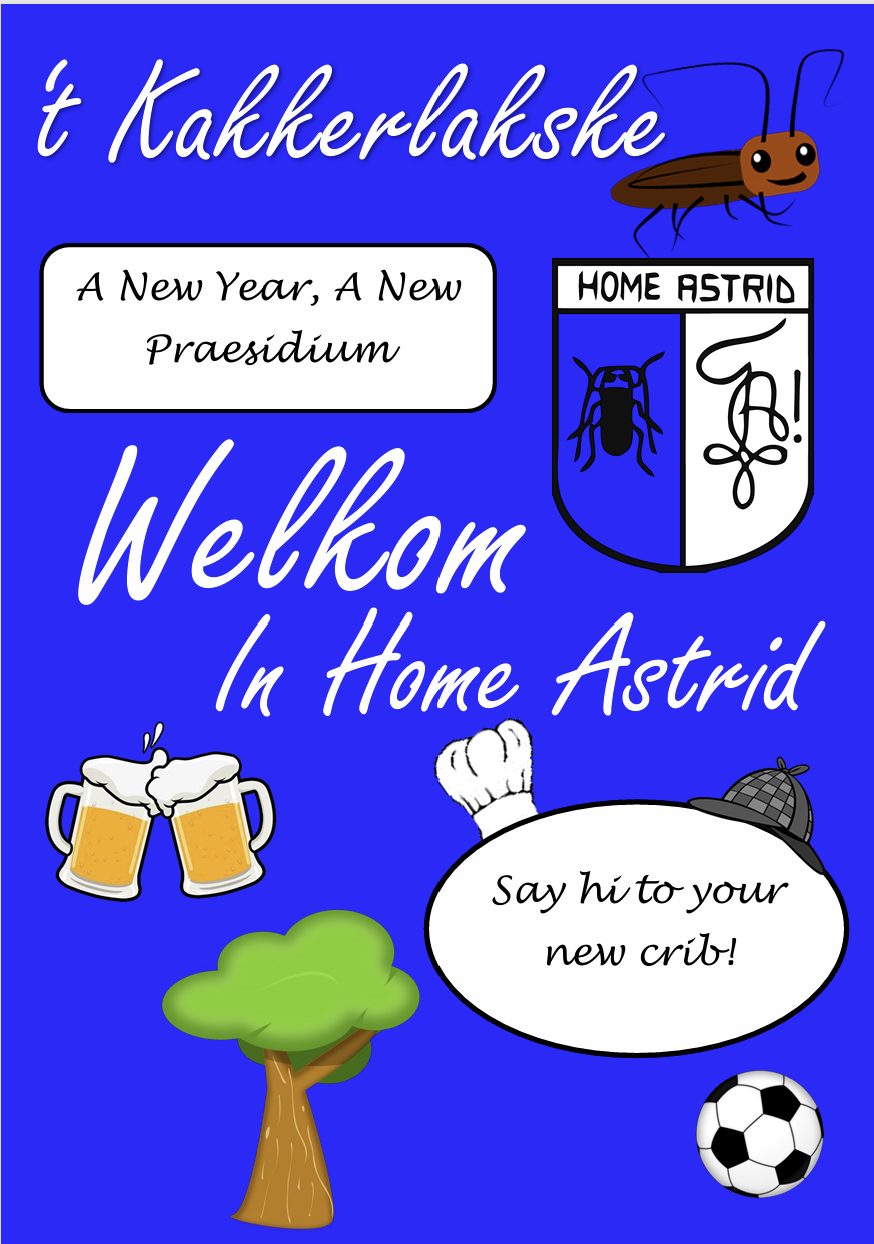 't Kakkerlakske
A New Year, A New
Praesidium
HOME ASTRID
A!
Welkom
In Home Astrid
Say hi to your
new crib!